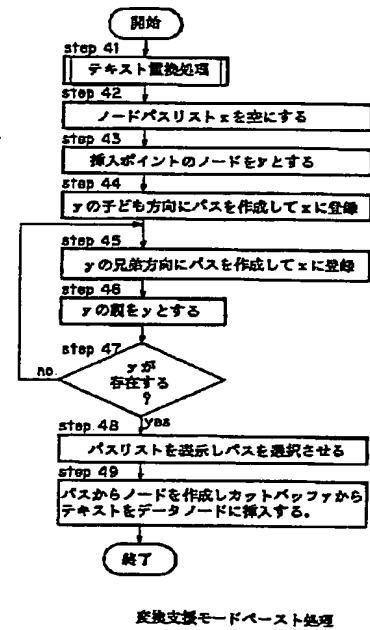 開始
step 41
テキスト置換処理
step 42
ノードパスリストxを空にする
step 43
挿入ポイントのノードをyとする
step 44
yの子ども方向にパスを作成してxに登録
step 45
yの兄弟方向にパスを作成してxに登録
step 46
yの親をyとする
step 47
yが
存在する
?
no
yes
step 48
パスリストを表示しパスを選択させる
step 49
パスからノードを作成しカットバッファから
テキストをデータノードに挿入する。
終了
変換支援モードペースト処理